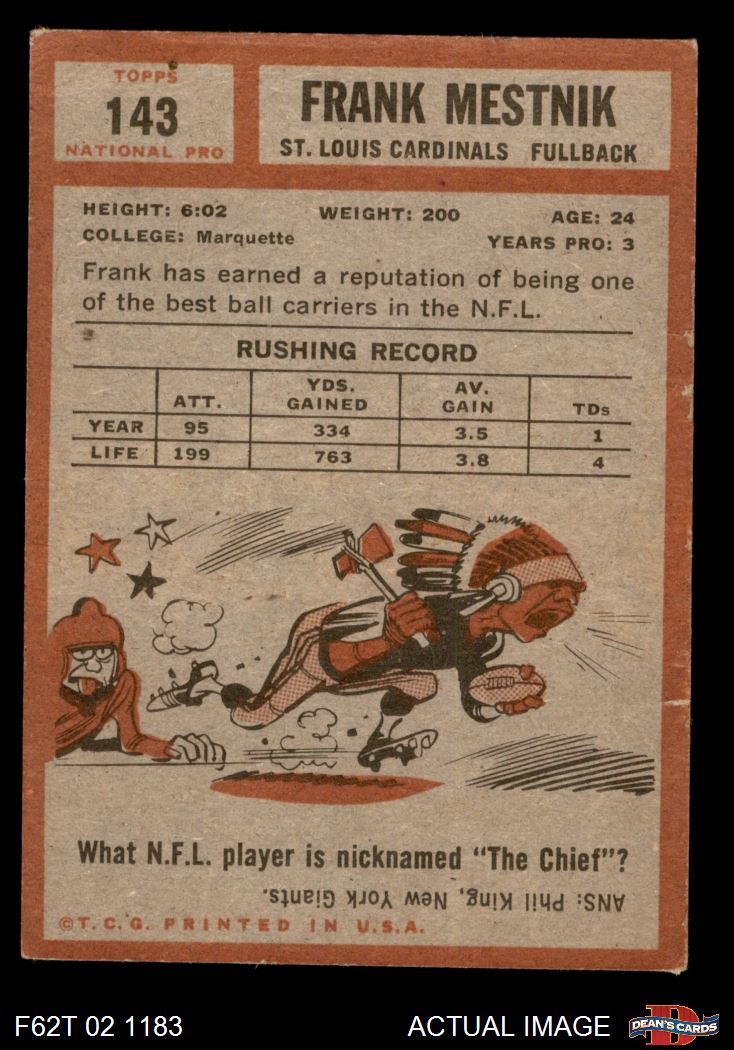 TOPPS
143
NATIONAL PRO
FRANK MESTNIK
ST. LOUIS CARDINALS FULLBACK
HEIGHT: 6:02 WEIGHT: 200 AGE: 24
COLLEGE: Marquette YEARS PRO: 3
Frank has earned a reputation of being one
of the best ball carriers in the N.F.L.
RUSHING RECORD
ATT. YDS. GAINED AV. GAIN TDs
YEAR 95 334 3.5 1
LIFE 199 763 3.8 4
What N.F.L. player is nicknamed "The Chief"?
ANS: Phil King, New York Giants.
©T.C.G. PRINTED IN U.S.A.
F62T 02 1183 ACTUAL IMAGE DEAN'S CARDS